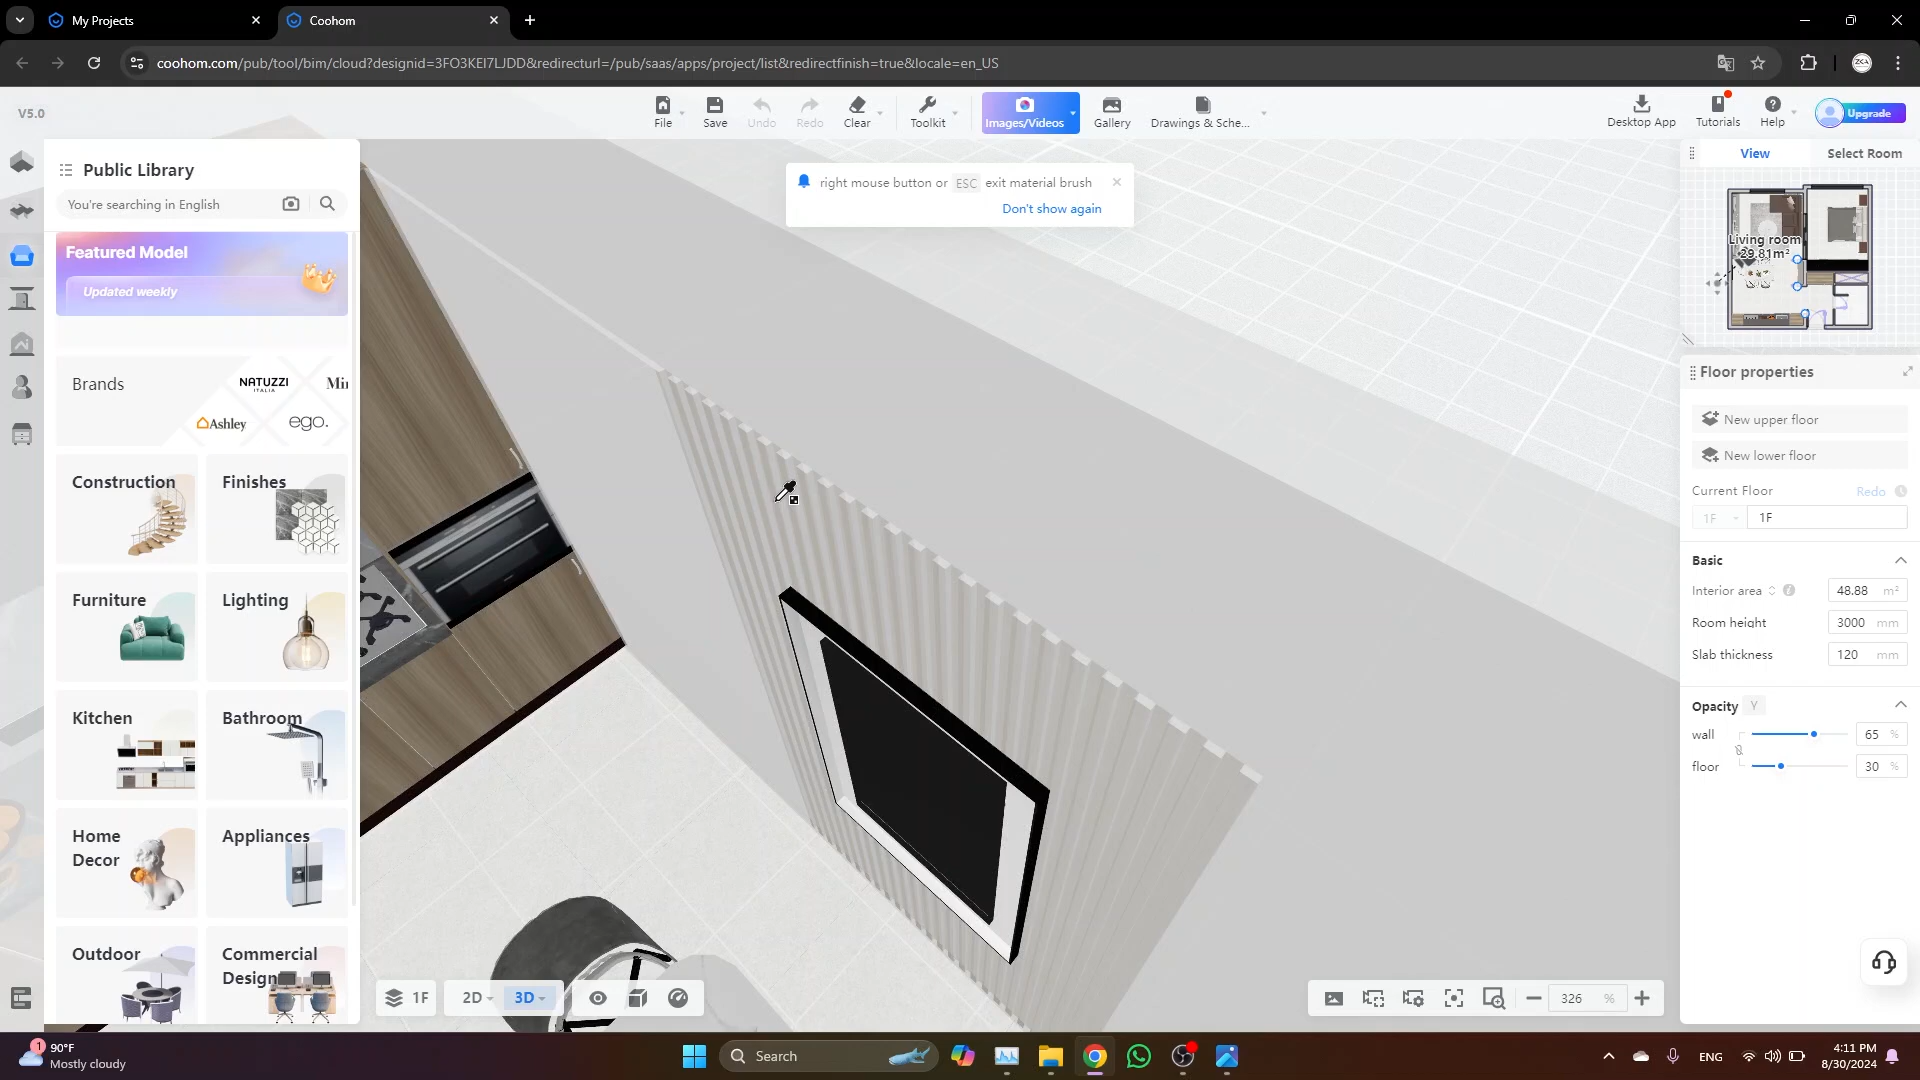 My Projects
Coohom
coohom.com/pub/tool/bim/cloud?designid=3FO3KEI7LJDD&redirecturl=/pub/saas/apps/project/list&redirectfinish=true&locale=en_US
V5.0
File
Save
Undo
Redo
Clear
Toolkit
Images/Videos
Gallery
Drawings & Sche...
Desktop App
Tutorials
Help
Upgrade
Public Library
You're searching in English
Featured Model
Updated weekly
Brands
NATUZZI
ITALIA
Ashley
ego.
Construction
Finishes
Furniture
Lighting
Kitchen
Bathroom
Home
Decor
Appliances
Outdoor
Commercial
Design
right mouse button or ESC exit material brush
Don't show again
View
Select Room
Living room
29.81m²
Floor properties
New upper floor
New lower floor
Current Floor
Redo
1F
1F
Basic
Interior area
48.88 m²
Room height
3000 mm
Slab thickness
120 mm
Opacity Y
wall
65 %
floor
30 %
1F
2D
3D
326 %
1
90°F
Mostly cloudy
Search
ENG
4:11 PM
8/30/2024